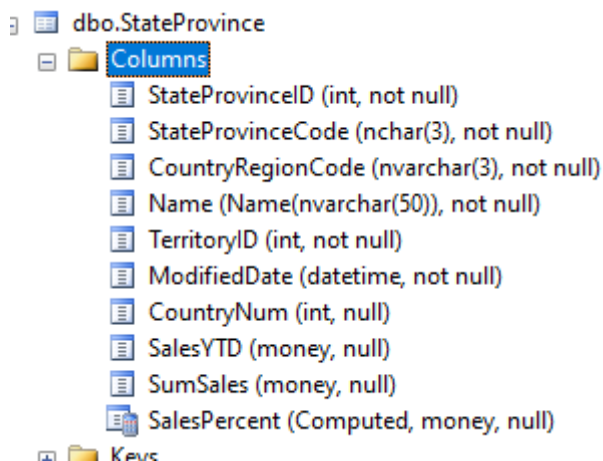 dbo.StateProvince
Columns
StateProvinceID (int, not null)
StateProvinceCode (nchar(3), not null)
CountryRegionCode (nvarchar(3), not null)
Name (Name(nvarchar(50)), not null)
TerritoryID (int, not null)
ModifiedDate (datetime, not null)
CountryNum (int, null)
SalesYTD (money, null)
SumSales (money, null)
SalesPercent (Computed, money, null)
Keys